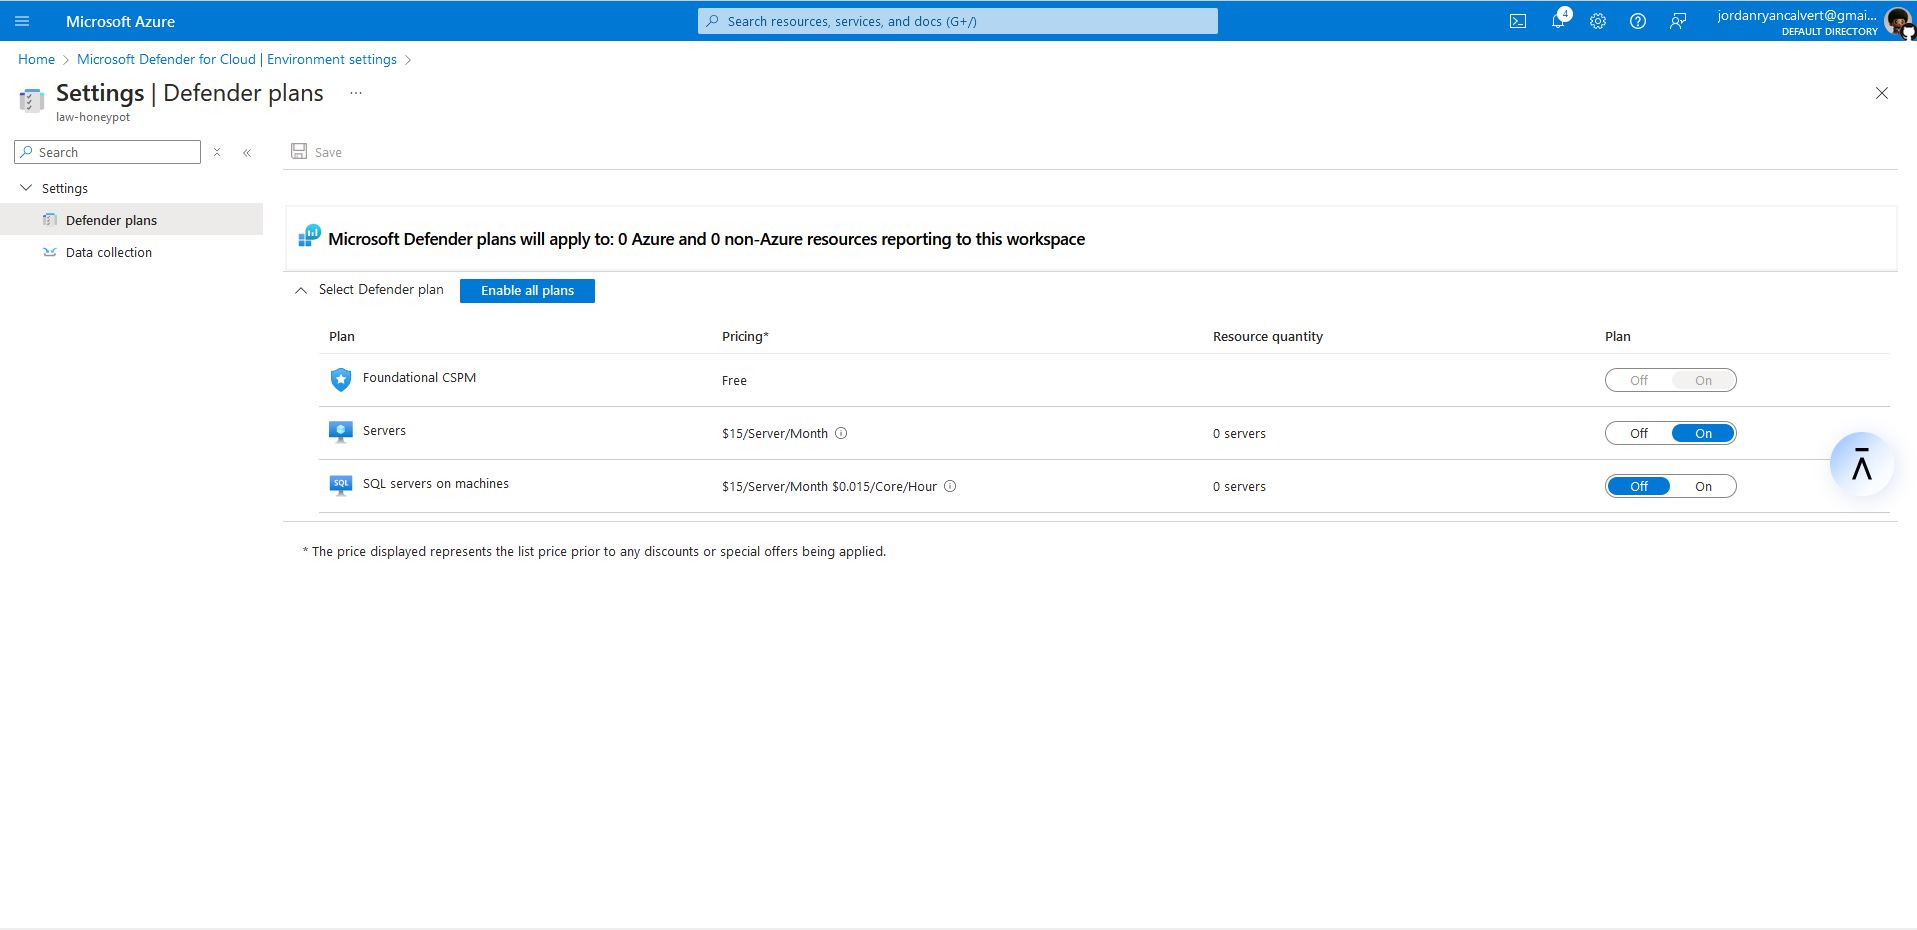 Microsoft Azure
Search resources, services, and docs (G+/)
4
jordanryancalvert@gmai...
DEFAULT DIRECTORY
Home > Microsoft Defender for Cloud | Environment settings >
Settings | Defender plans ...
law-honeypot
Search
Save
Settings
Defender plans
Data collection
Microsoft Defender plans will apply to: 0 Azure and 0 non-Azure resources reporting to this workspace
Select Defender plan Enable all plans
Plan Pricing* Resource quantity Plan
Foundational CSPM Free Off On
Servers $15/Server/Month 0 servers Off On
SQL SQL servers on machines $15/Server/Month $0.015/Core/Hour 0 servers Off On
* The price displayed represents the list price prior to any discounts or special offers being applied.